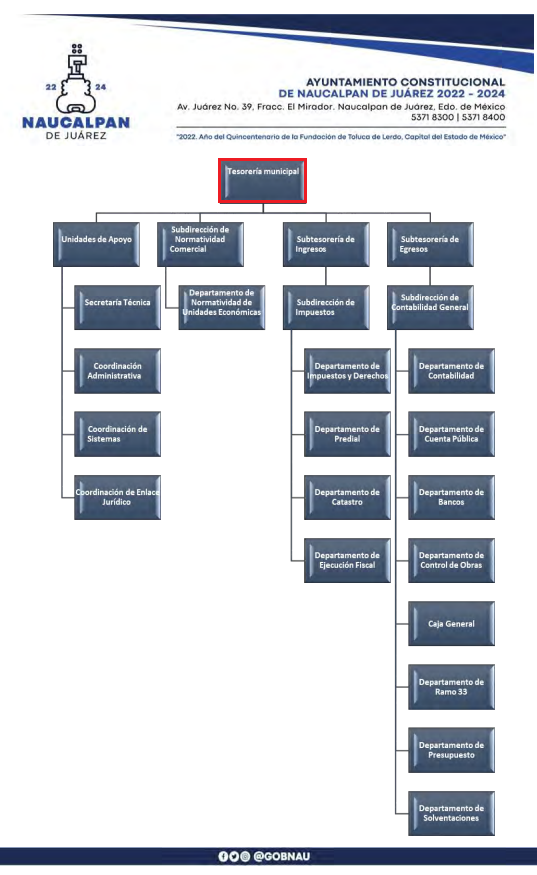 22 24
NAUCALPAN
DE JUÁREZ
AYUNTAMIENTO CONSTITUCIONAL
DE NAUCALPAN DE JUÁREZ 2022 - 2024
Av. Juárez No. 39, Fracc. El Mirador. Naucalpan de Juárez, Edo. de México
5371 8300 | 5371 8400
"2022. Año del Quincentenario de la Fundación de Toluca de Lerdo, Capital del Estado de México"
Tesorería municipal
Unidades de Apoyo
Subdirección de
Normatividad
Comercial
Subtesorería de
Ingresos
Subtesorería de
Egresos
Secretaría Técnica
Departamento de
Normatividad de
Unidades Económicas
Subdirección de
Impuestos
Subdirección de
Contabilidad General
Coordinación
Administrativa
Departamento de
Impuestos y Derechos
Departamento de
Contabilidad
Coordinación de
Sistemas
Departamento de
Predial
Departamento de
Cuenta Pública
Coordinación de Enlace
Jurídico
Departamento de
Catastro
Departamento de
Bancos
Departamento de
Ejecución Fiscal
Departamento de
Control de Obras
Caja General
Departamento de
Ramo 33
Departamento de
Presupuesto
Departamento de
Solventaciones
@GOBNAU